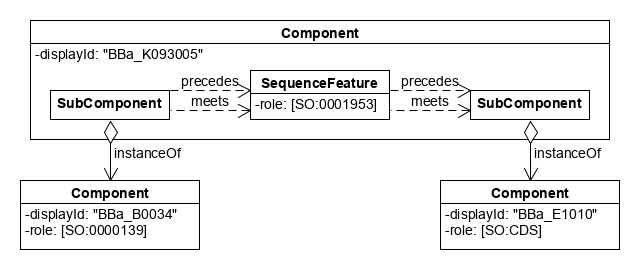 Component
-displayId: "BBa_K093005"
precedes
SequenceFeature
precedes
SubComponent
meets
-role: [SO:0001953]
meets
SubComponent
instanceOf
instanceOf
Component
-displayId: "BBa_B0034"
-role: [SO:0000139]
Component
-displayId: "BBa_E1010"
-role: [SO:CDS]